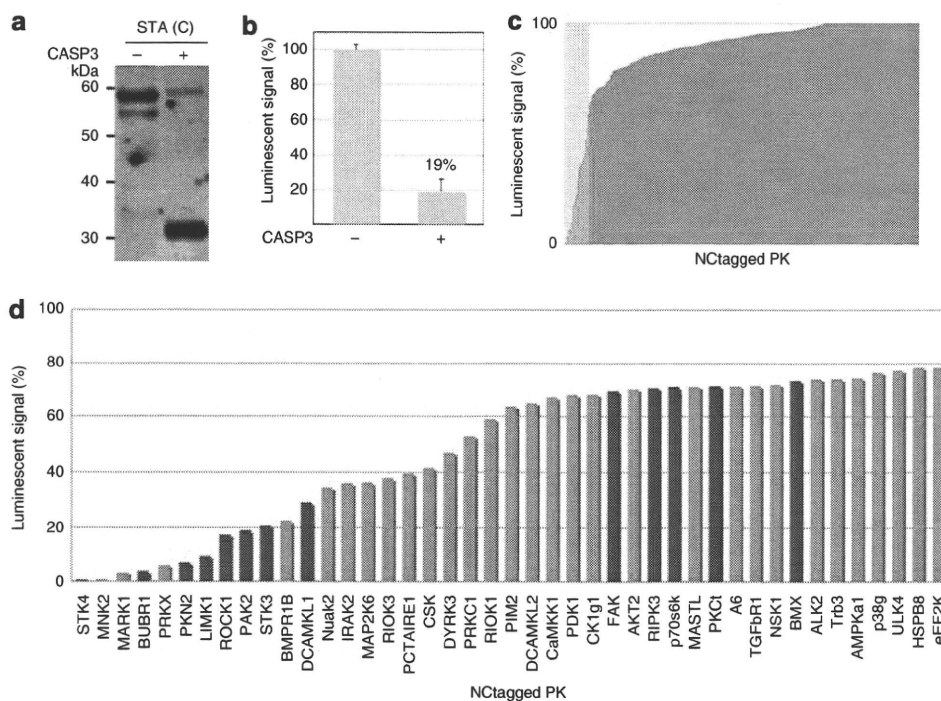 a
STA (C)
CASP3 − +
kDa
60
50
40
30
b
Luminescent signal (%)
100
80
60
40
20
0
19%
CASP3 − +
c
Luminescent signal (%)
100
0
NCtagged PK
d
Luminescent signal (%)
100
80
60
40
20
0
STK4
MNK2
MARK1
BUBR1
PRKX
PKN2
LIMK1
ROCK1
PAK2
STK3
BMPR1B
DCAMKL1
Nuak2
IRAK2
MAP2K6
RIOK3
PCTAIRE1
CSK
DYRK3
PRKC1
RIOK1
PIM2
DCAMKL2
CaMKK1
PDK1
CK1g1
FAK
AKT2
RIPK3
p70s6k
MASTL
PKCt
A6
TGFbR1
NSK1
BMX
ALK2
Trb3
AMPKa1
p38g
ULK4
HSPB8
eEF2K
NCtagged PK